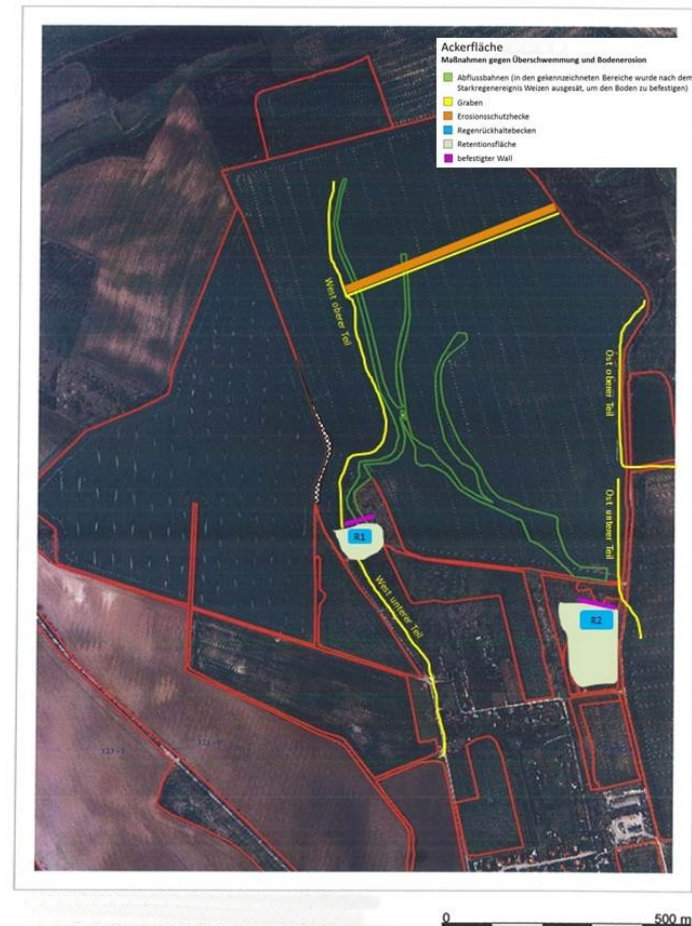 Ackerfläche
Maßnahmen gegen Überschwemmung und Bodenerosion
Abflussbahnen (in den gekennzeichneten Bereiche wurde nach dem
Starkregenereignis Weizen ausgesät, um den Boden zu befestigen)
Graben
Erosionsschutzhecke
Regenrückhaltebecken
Retentionsfläche
befestigter Wall
West oberer Teil
Ost oberer Teil
Ost unterer Teil
R1
West unterer Teil
R2
0 500 m